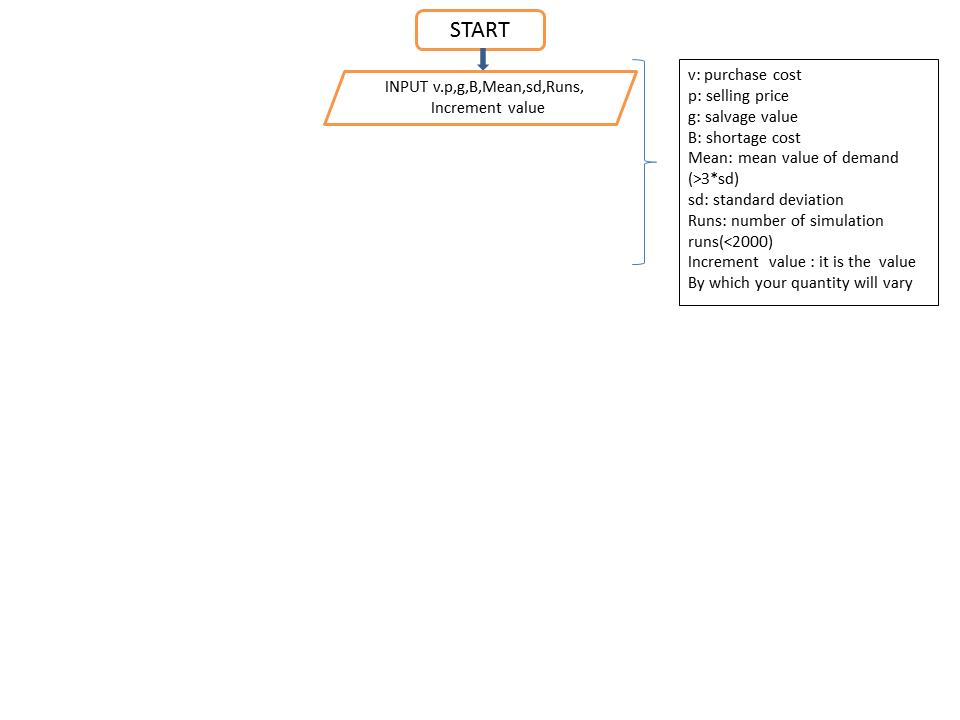 START
INPUT v.p,g,B,Mean,sd,Runs,
Increment value
v: purchase cost
p: selling price
g: salvage value
B: shortage cost
Mean: mean value of demand
(>3*sd)
sd: standard deviation
Runs: number of simulation
runs(<2000)
Increment  value : it is the  value
By which your quantity will vary